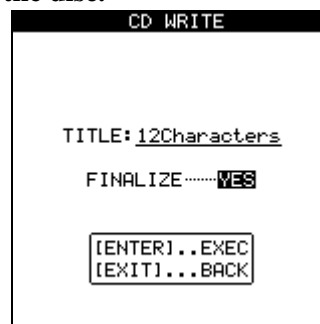 the disc.
CD WRITE
TITLE:12Characters
FINALIZE·······YES
[ENTER]..EXEC
[EXIT]...BACK